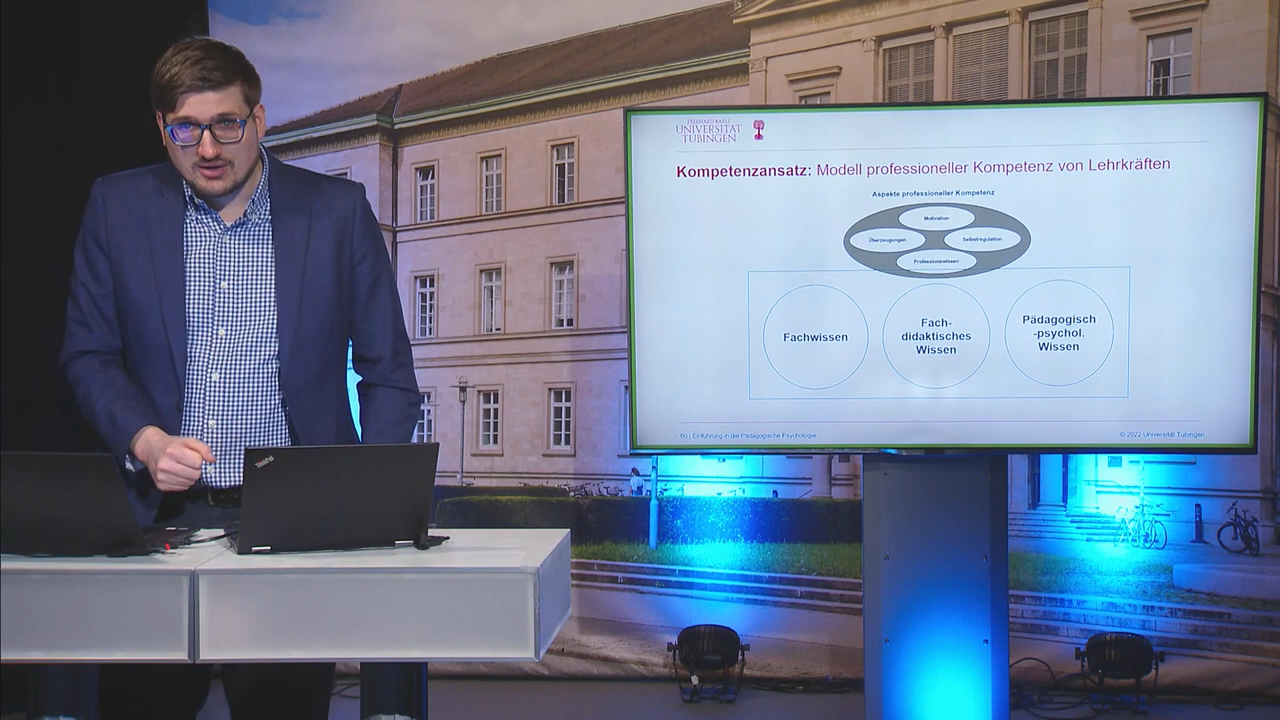 EBERHARD KARLS
UNIVERSITÄT
TÜBINGEN
Kompetenzansatz: Modell professioneller Kompetenz von Lehrkräften
Aspekte professioneller Kompetenz
Motivation
Überzeugungen
Selbstregulation
Professionswissen
Fachwissen
Fach-
didaktisches
Wissen
Pädagogisch
-psychol.
Wissen
60 | Einführung in die Pädagogische Psychologie
© 2022 Universität Tübingen
ThinkPad